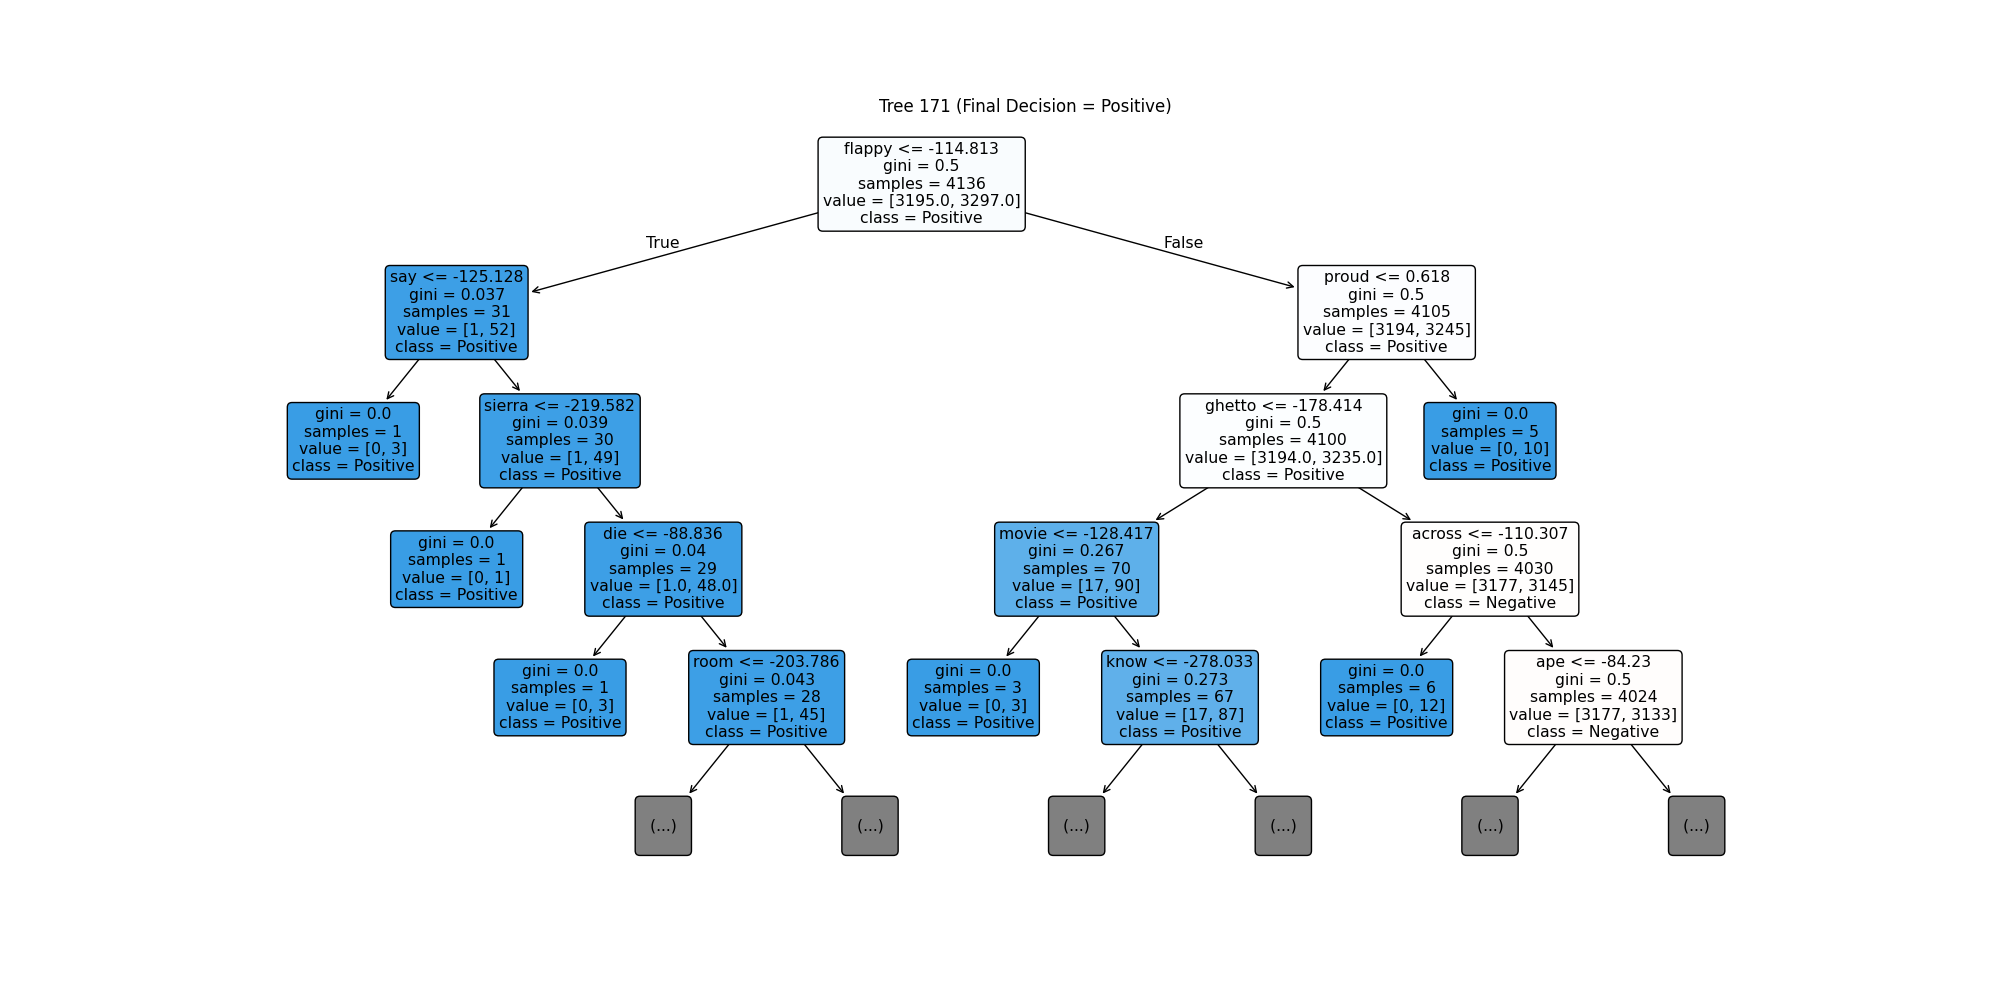 Tree 171 (Final Decision = Positive)
flappy <= -114.813
gini = 0.5
samples = 4136
value = [3195.0, 3297.0]
class = Positive
True
False
say <= -125.128
gini = 0.037
samples = 31
value = [1, 52]
class = Positive
proud <= 0.618
gini = 0.5
samples = 4105
value = [3194, 3245]
class = Positive
gini = 0.0
samples = 1
value = [0, 3]
class = Positive
sierra <= -219.582
gini = 0.039
samples = 30
value = [1, 49]
class = Positive
ghetto <= -178.414
gini = 0.5
samples = 4100
value = [3194.0, 3235.0]
class = Positive
gini = 0.0
samples = 5
value = [0, 10]
class = Positive
gini = 0.0
samples = 1
value = [0, 1]
class = Positive
die <= -88.836
gini = 0.04
samples = 29
value = [1.0, 48.0]
class = Positive
movie <= -128.417
gini = 0.267
samples = 70
value = [17, 90]
class = Positive
across <= -110.307
gini = 0.5
samples = 4030
value = [3177, 3145]
class = Negative
gini = 0.0
samples = 1
value = [0, 3]
class = Positive
room <= -203.786
gini = 0.043
samples = 28
value = [1, 45]
class = Positive
gini = 0.0
samples = 3
value = [0, 3]
class = Positive
know <= -278.033
gini = 0.273
samples = 67
value = [17, 87]
class = Positive
gini = 0.0
samples = 6
value = [0, 12]
class = Positive
ape <= -84.23
gini = 0.5
samples = 4024
value = [3177, 3133]
class = Negative
(...)
(...)
(...)
(...)
(...)
(...)